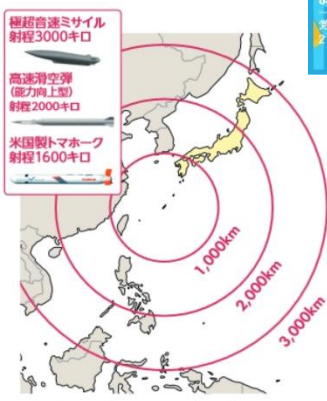 極超音速ミサイル
射程3000キロ
高速滑空弾
(能力向上型)
射程2000キロ
米国製トマホーク
射程1600キロ
1,000km
2,000km
3,000km